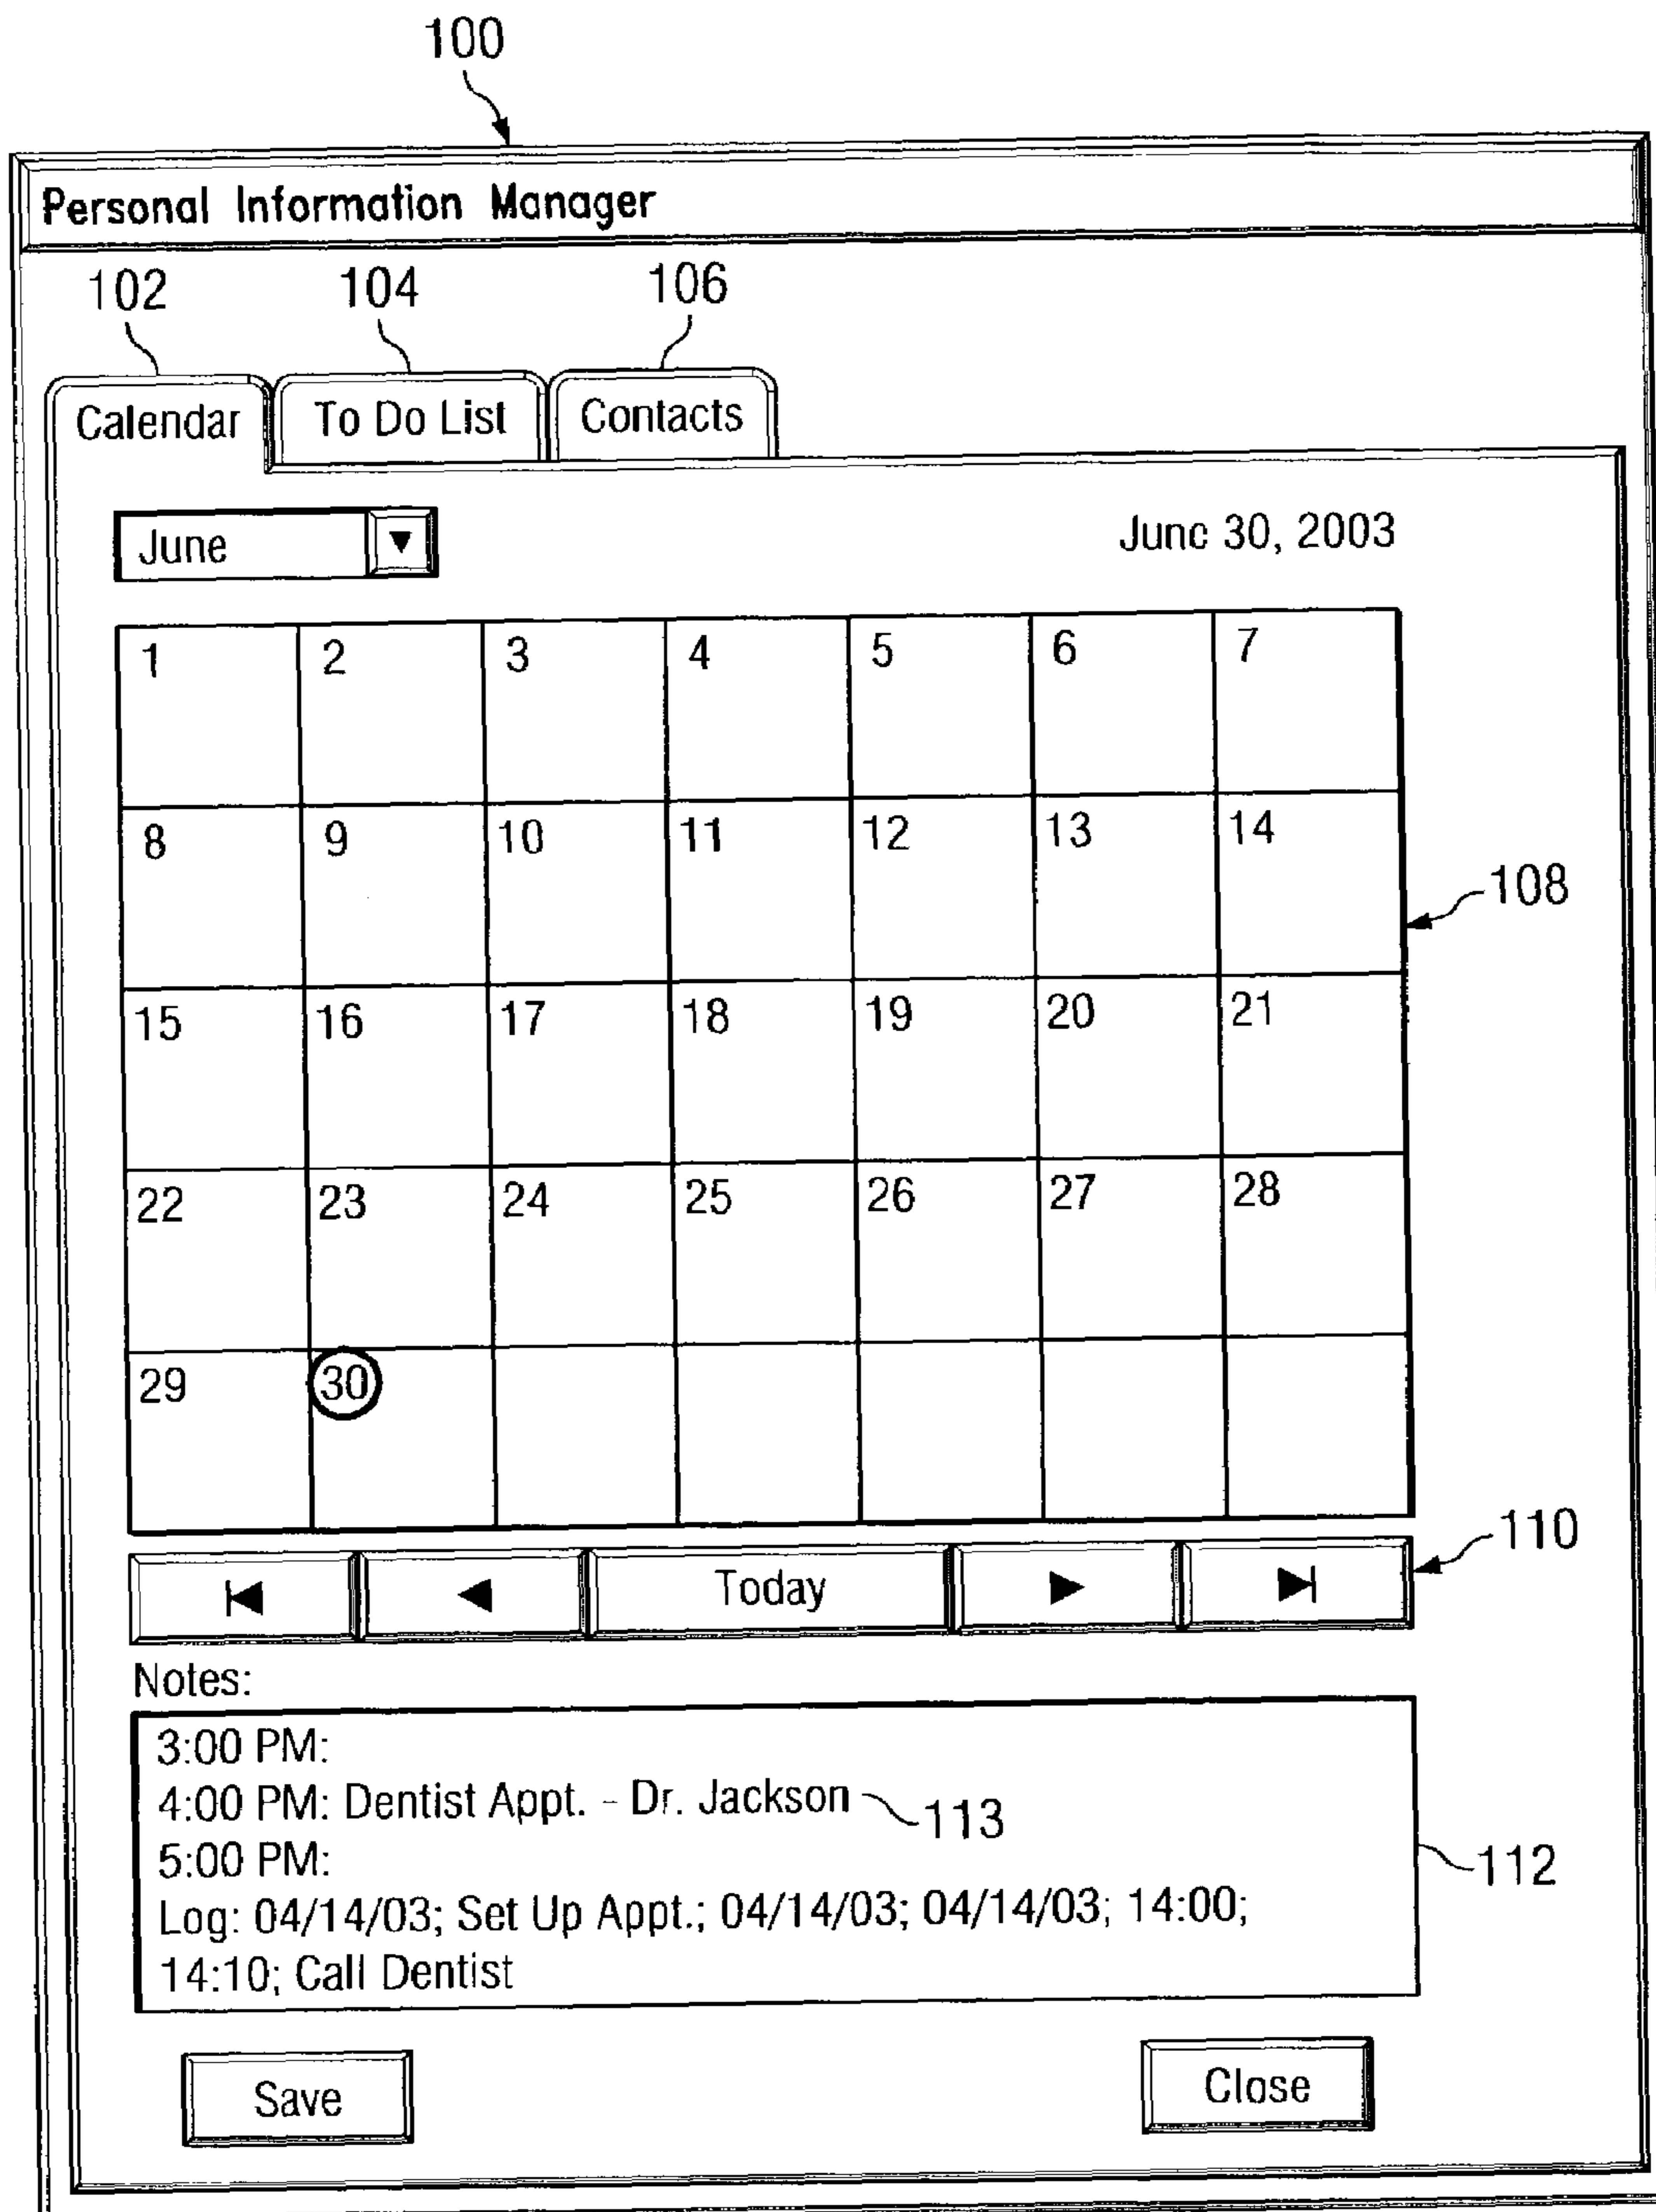 100
Personal Information Manager
102 104 106
Calendar To Do List Contacts
June June 30, 2003
1 2 3 4 5 6 7
8 9 10 11 12 13 14
108
15 16 17 18 19 20 21
22 23 24 25 26 27 28
29 30
110
Today
Notes:
3:00 PM:
4:00 PM: Dentist Appt. - Dr. Jackson 113
5:00 PM:
112
Log: 04/14/03; Set Up Appt.; 04/14/03; 04/14/03; 14:00;
14:10; Call Dentist
Save Close